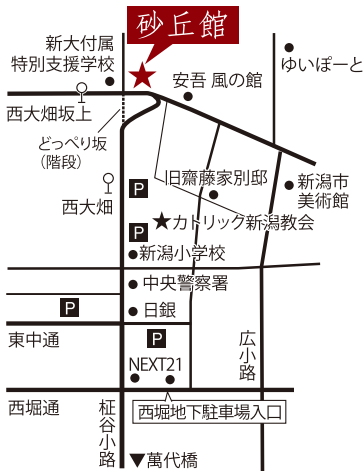 砂丘館
新大付属
特別支援学校
ゆいぽーと
安吾 風の館
西大畑坂上
どっぺり坂
(階段)
旧齋藤家別邸
新潟市
美術館
P
西大畑
★カトリック新潟教会
P
新潟小学校
中央警察署
P
日銀
東中通
P
広小路
NEXT21
西堀通
西堀地下駐車場入口
柾谷小路
▼萬代橋